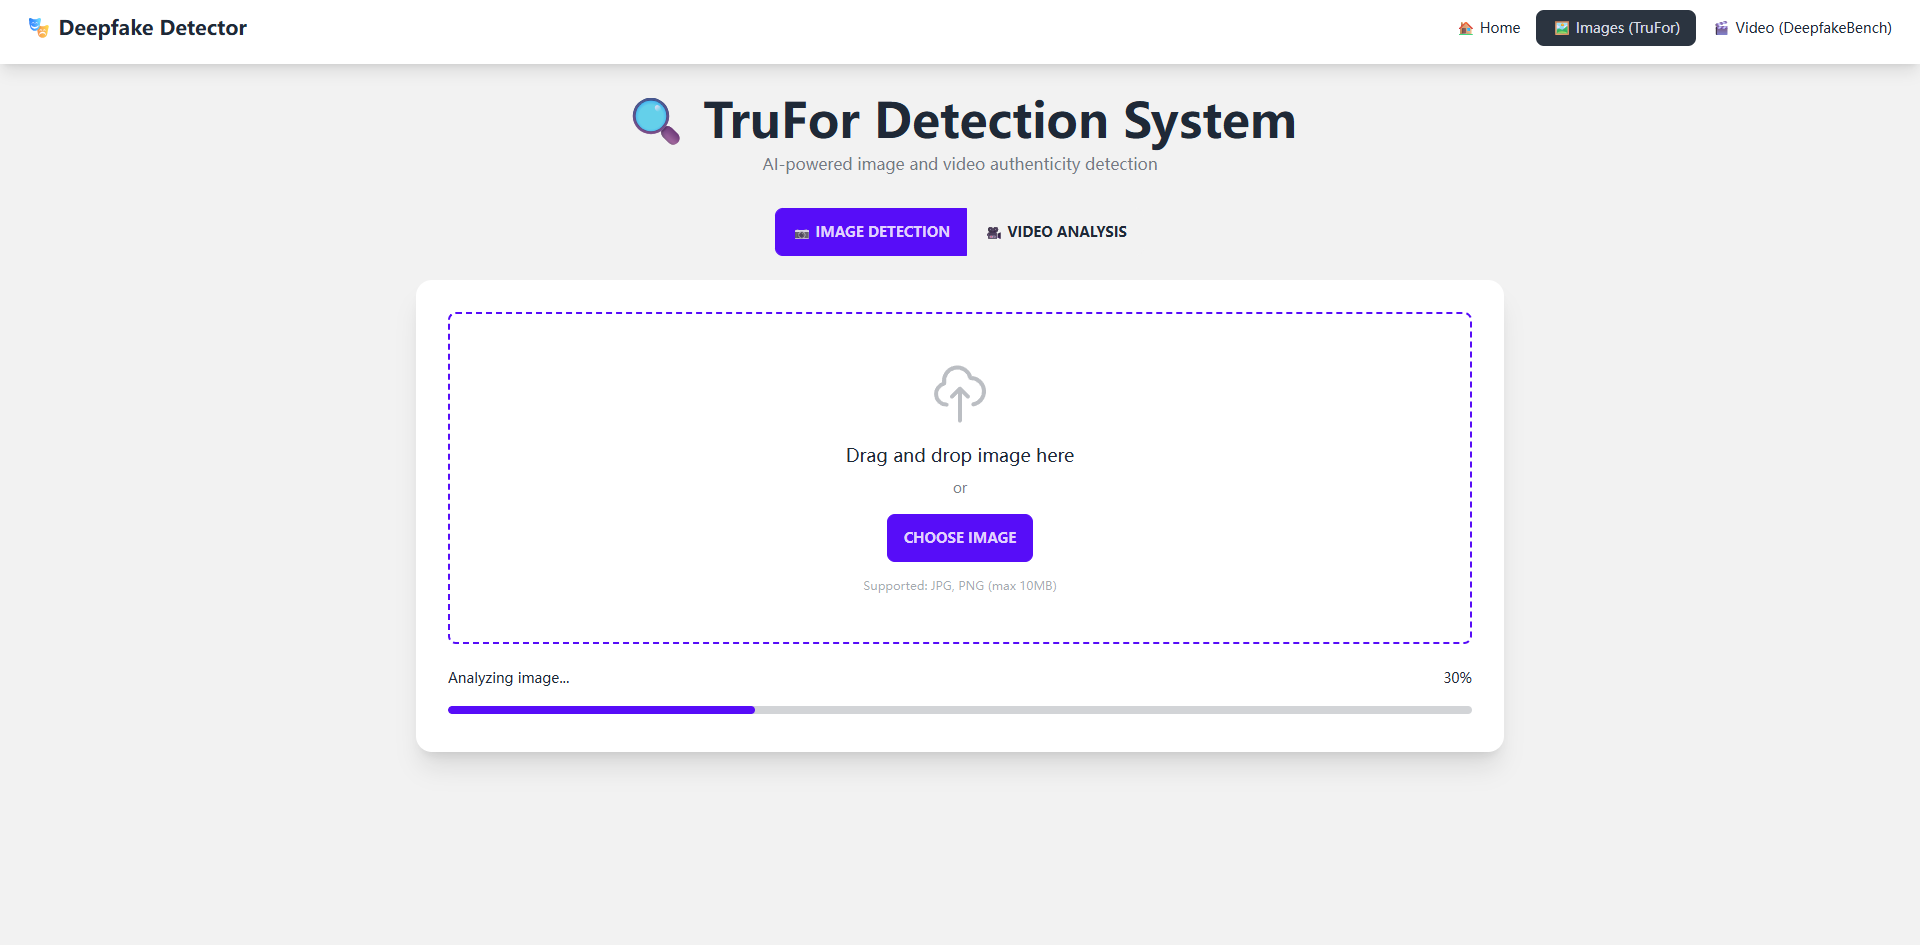 Deepfake Detector
Home
Images (TruFor)
Video (DeepfakeBench)
TruFor Detection System
AI-powered image and video authenticity detection
IMAGE DETECTION
VIDEO ANALYSIS
Drag and drop image here
or
CHOOSE IMAGE
Supported: JPG, PNG (max 10MB)
Analyzing image...
30%